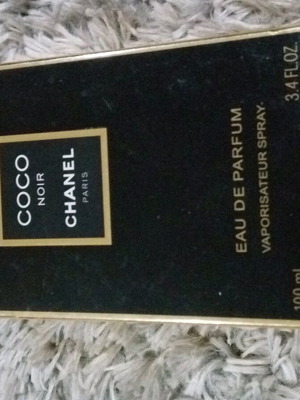 COCO
NOIR
CHANEL
PARIS
EAU DE PARFUM
VAPORISATEUR SPRAY
3.4 FL.OZ.
100 ml